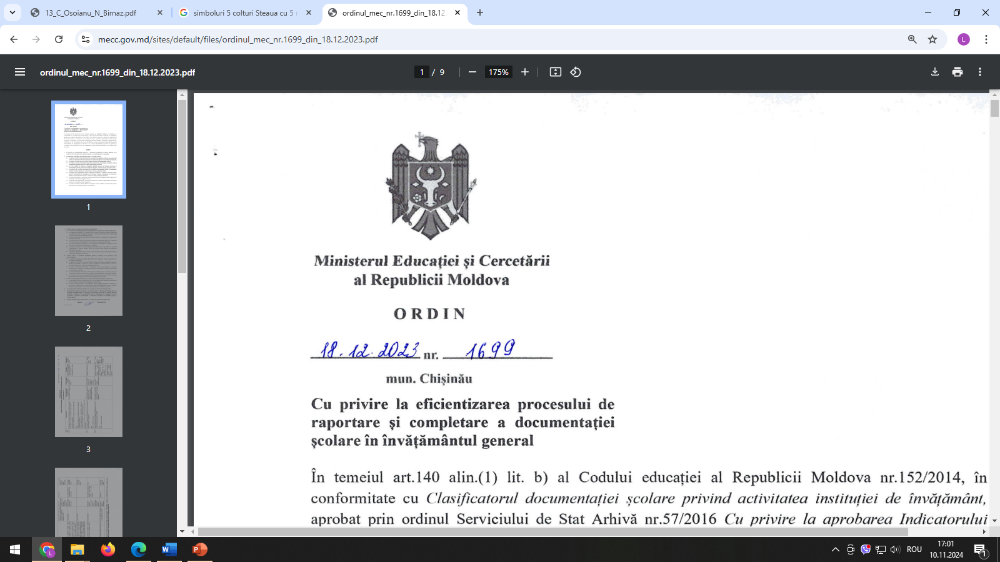 13_C_Osoianu_N_Birnaz.pdf
simboluri 5 colturi Steaua cu 5
ordinul_mec_nr.1699_din_18.12.
mecc.gov.md/sites/default/files/ordinul_mec_nr.1699_din_18.12.2023.pdf
L
ordinul_mec_nr.1699_din_18.12.2023.pdf
1 / 9
175%
1
2
3
Ministerul Educației și Cercetării
al Republicii Moldova
O R D I N
18.12.2023 nr. 1699
mun. Chișinău
Cu privire la eficientizarea procesului de
raportare și completare a documentației
școlare în învățământul general
În temeiul art.140 alin.(1) lit. b) al Codului educației al Republicii Moldova nr.152/2014, în
conformitate cu Clasificatorul documentației școlare privind activitatea instituției de învățământ,
aprobat prin ordinul Serviciului de Stat Arhivă nr.57/2016 Cu privire la aprobarea Indicatorului
ROU
17:01
10.11.2024
1